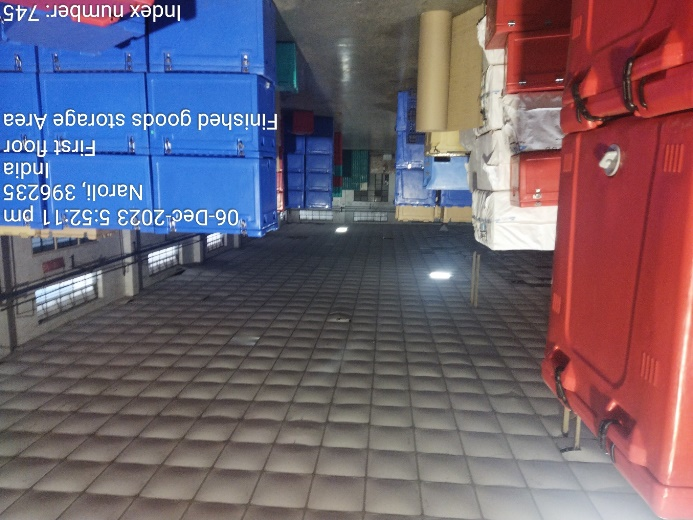 06-Dec-2023 5:52:11 pm
Naroli, 396235
India
First floor
Finished goods storage Area
Index number: 745